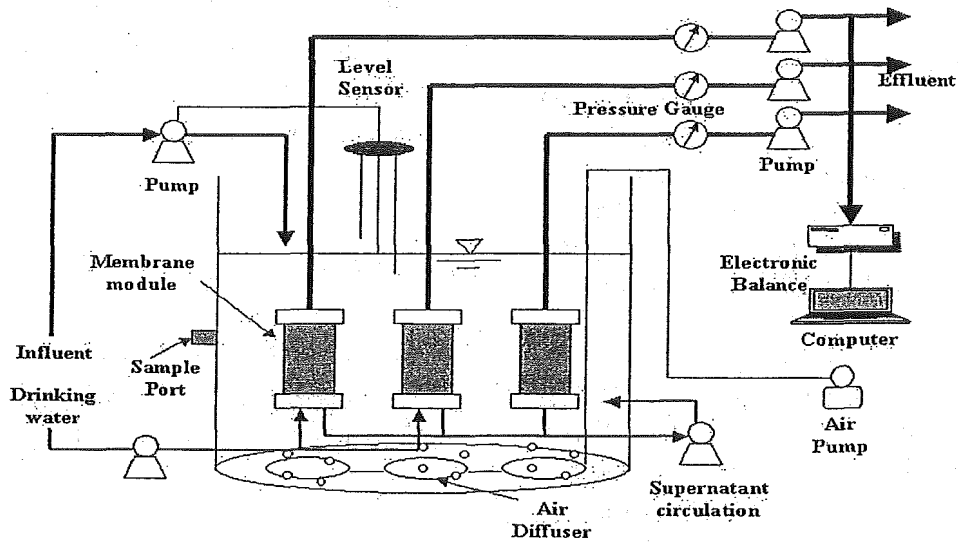 Level
Sensor
Effluent
Pressure Gauge
Pump
Pump
Membrane
module
Electronic
Balance
Influent
Sample
Port
Computer
Drinking
water
Air
Pump
Supernatant
circulation
Air
Diffuser